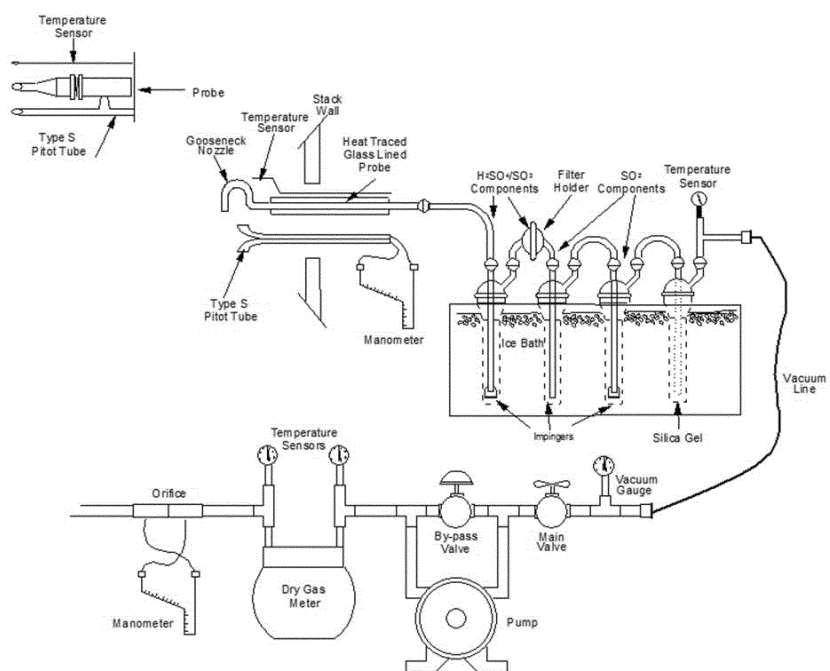 Temperature
Sensor
Probe
Type S
Pitot Tube
Gooseneck
Nozzle
Temperature
Sensor
Stack
Wall
Heat Traced
Glass Lined
Probe
H²SO⁴/SO³
Components
Filter
Holder
SO²
Components
Temperature
Sensor
Type S
Pitot Tube
Manometer
Ice Bath
Impingers
Silica Gel
Vacuum
Line
Temperature
Sensors
Orifice
Manometer
Dry Gas
Meter
By-pass
Valve
Main
Valve
Vacuum
Gauge
Pump